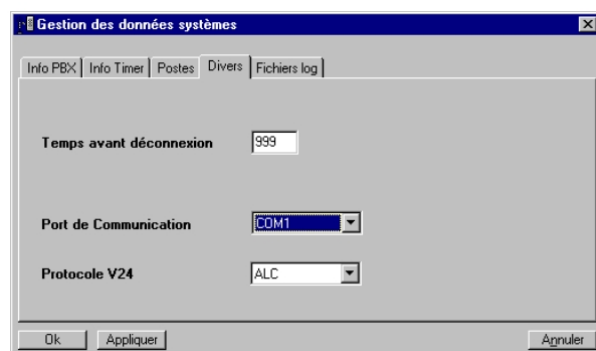 Gestion des données systèmes
Info PBX Info Timer Postes Divers Fichiers log
Temps avant déconnexion 999
Port de Communication COM1
Protocole V24 ALC
Ok Appliquer Annuler